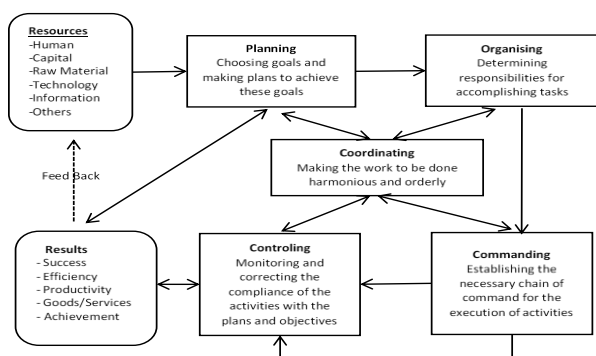 Resources
-Human
-Capital
-Raw Material
-Technology
-Information
-Others
Planning
Choosing goals and
making plans to achieve
these goals
Organising
Determining
responsibilities for
accomplishing tasks
Coordinating
Making the work to be done
harmonious and orderly
Feed Back
Results
- Success
- Efficiency
- Productivity
- Goods/Services
- Achievement
Controling
Monitoring and
correcting the
compliance of the
activities with the
plans and objectives
Commanding
Establishing the
necessary chain of
command for the
execution of activities